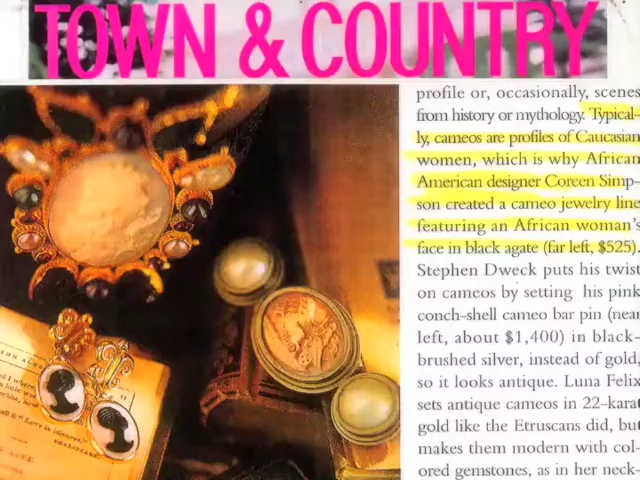 TOWN & COUNTRY
profile or, occasionally, scenes
from history or mythology. Typical-
ly, cameos are profiles of Caucasian
women, which is why African
American designer Coreen Simp-
son created a cameo jewelry line
featuring an African woman's
face in black agate (far left, $525).
Stephen Dweck puts his twist
on cameos by setting his pink
conch-shell cameo bar pin (near
left, about $1,400) in black-
brushed silver, instead of gold,
so it looks antique. Luna Felix
sets antique cameos in 22-karat
gold like the Etruscans did, but
makes them modern with col-
ored gemstones, as in her neck-